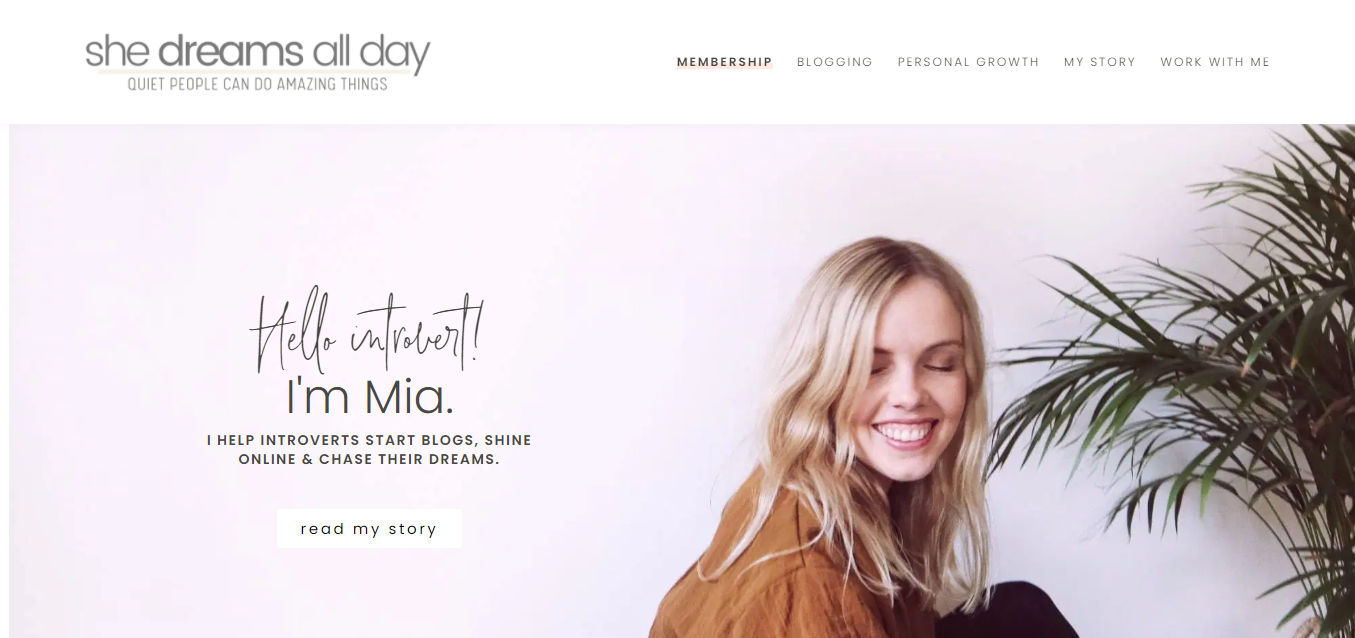 she dreams all day
QUIET PEOPLE CAN DO AMAZING THINGS
MEMBERSHIP BLOGGING PERSONAL GROWTH MY STORY WORK WITH ME
Hello introvert!
I'm Mia.
I HELP INTROVERTS START BLOGS, SHINE
ONLINE & CHASE THEIR DREAMS.
read my story